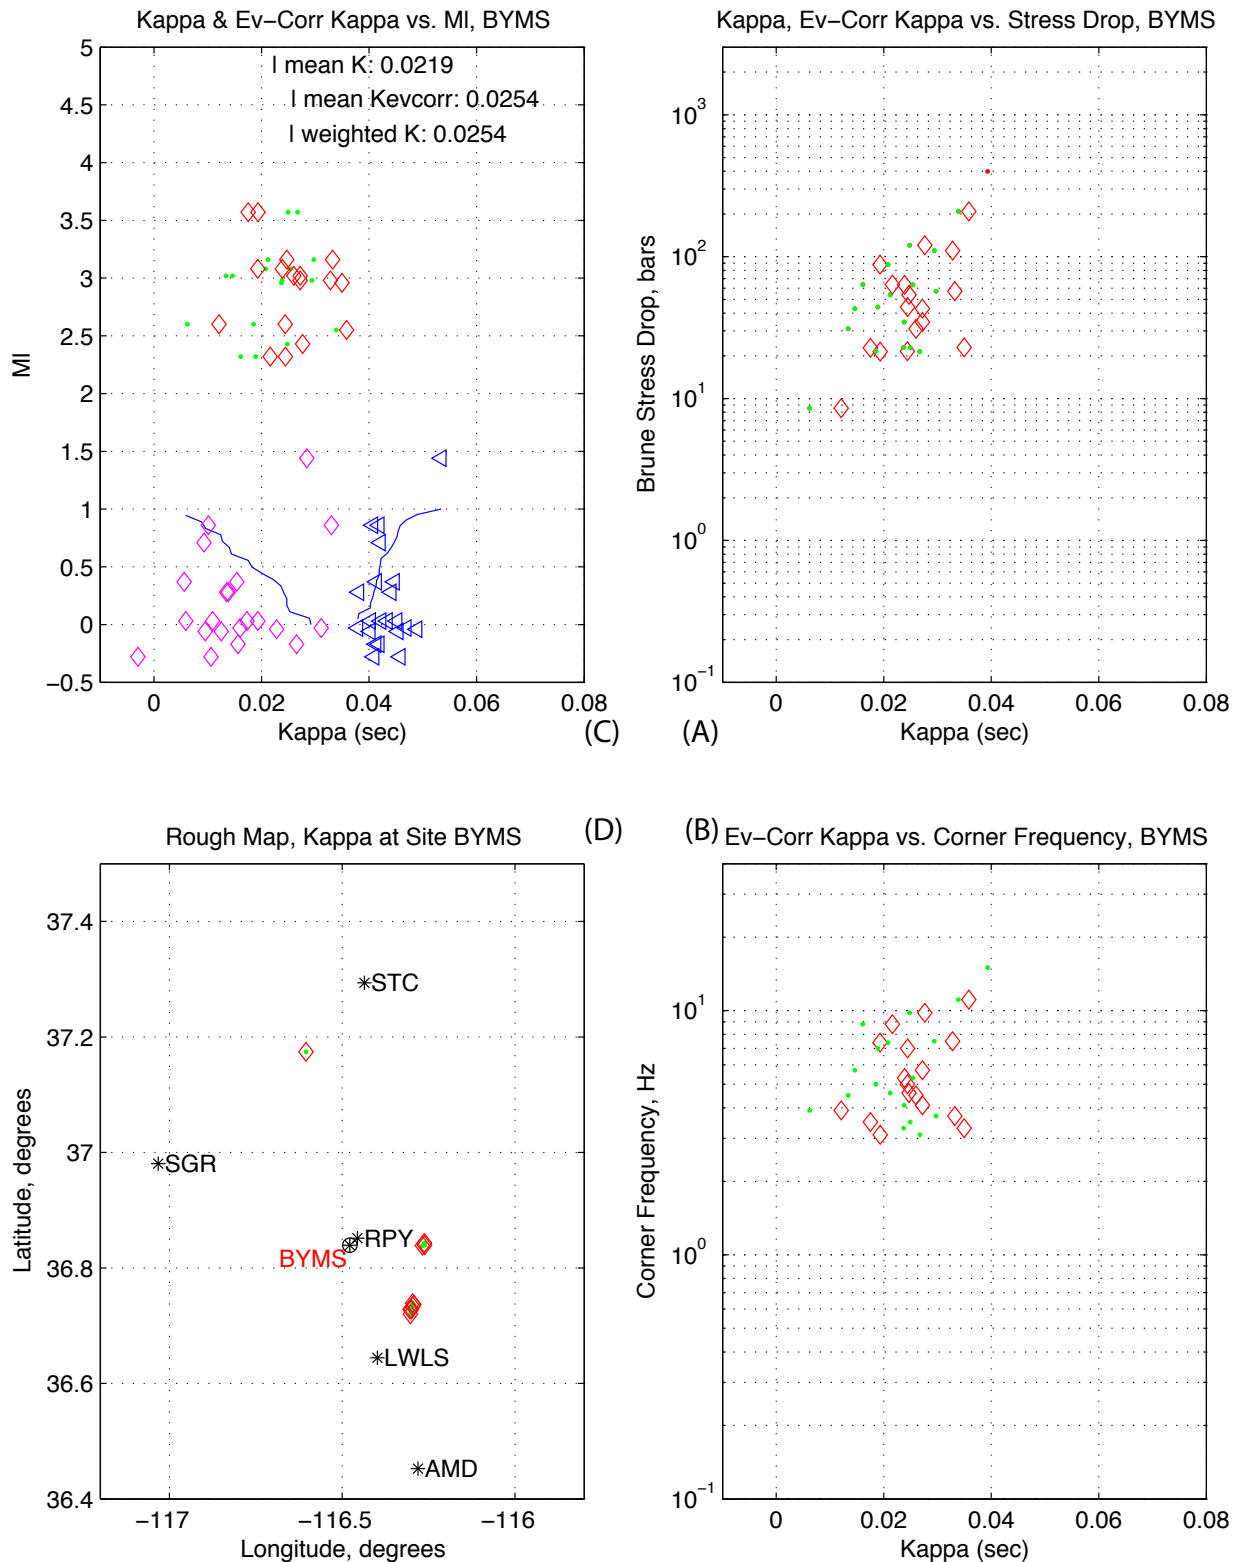 Kappa & Ev−Corr Kappa vs. Ml, BYMS
5
4.5
4
3.5
3
2.5
2
1.5
1
0.5
0
−0.5
Ml
l mean K: 0.0219
l mean Kevcorr: 0.0254
l weighted K: 0.0254
0 0.02 0.04 0.06 0.08
Kappa (sec)
(C)
Kappa, Ev−Corr Kappa vs. Stress Drop, BYMS
10^3
10^2
10^1
10^0
10^−1
Brune Stress Drop, bars
0 0.02 0.04 0.06 0.08
(A)
Kappa (sec)
Rough Map, Kappa at Site BYMS
(D)
37.4
37.2
37
36.8
36.6
36.4
Latitude, degrees
STC
SGR
RPY
BYMS
LWLS
AMD
−117 −116.5 −116
Longitude, degrees
(B)
Ev−Corr Kappa vs. Corner Frequency, BYMS
10^1
10^0
10^−1
Corner Frequency, Hz
0 0.02 0.04 0.06 0.08
Kappa (sec)